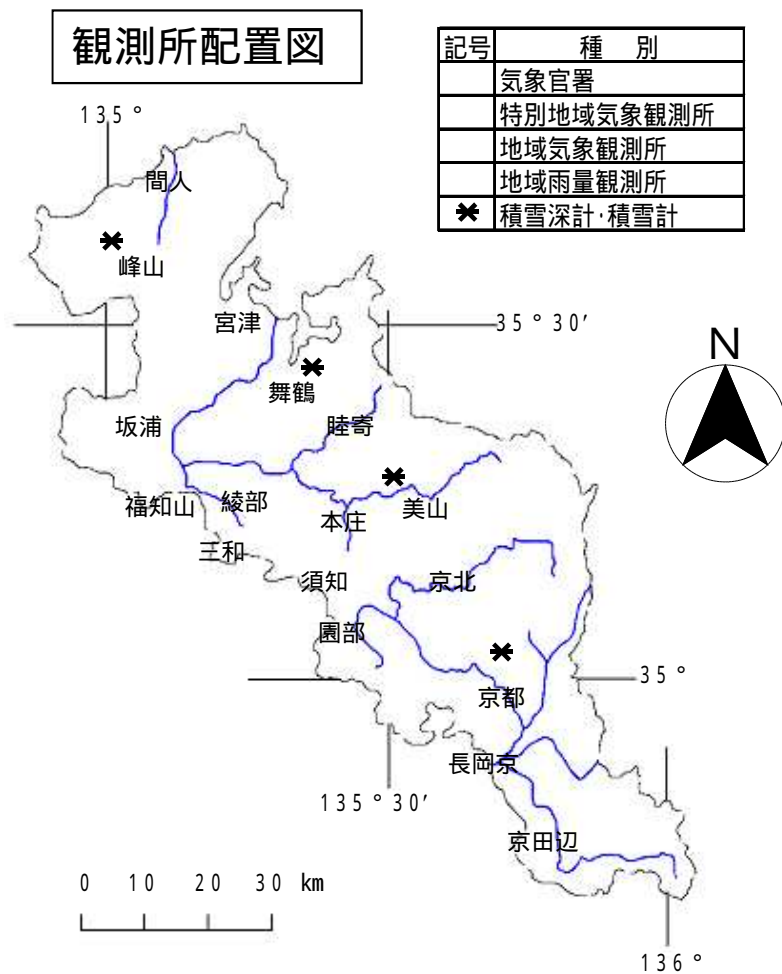 観測所配置図
記号 種 別
気象官署
特別地域気象観測所
地域気象観測所
地域雨量観測所
積雪深計・積雪計
135°
間人
峰山
宮津
35°30′
舞鶴
N
坂浦
睦寄
福知山
綾部
本庄
美山
三和
須知
京北
園部
京都
35°
長岡京
135°30′
京田辺
0 10 20 30 km
136°